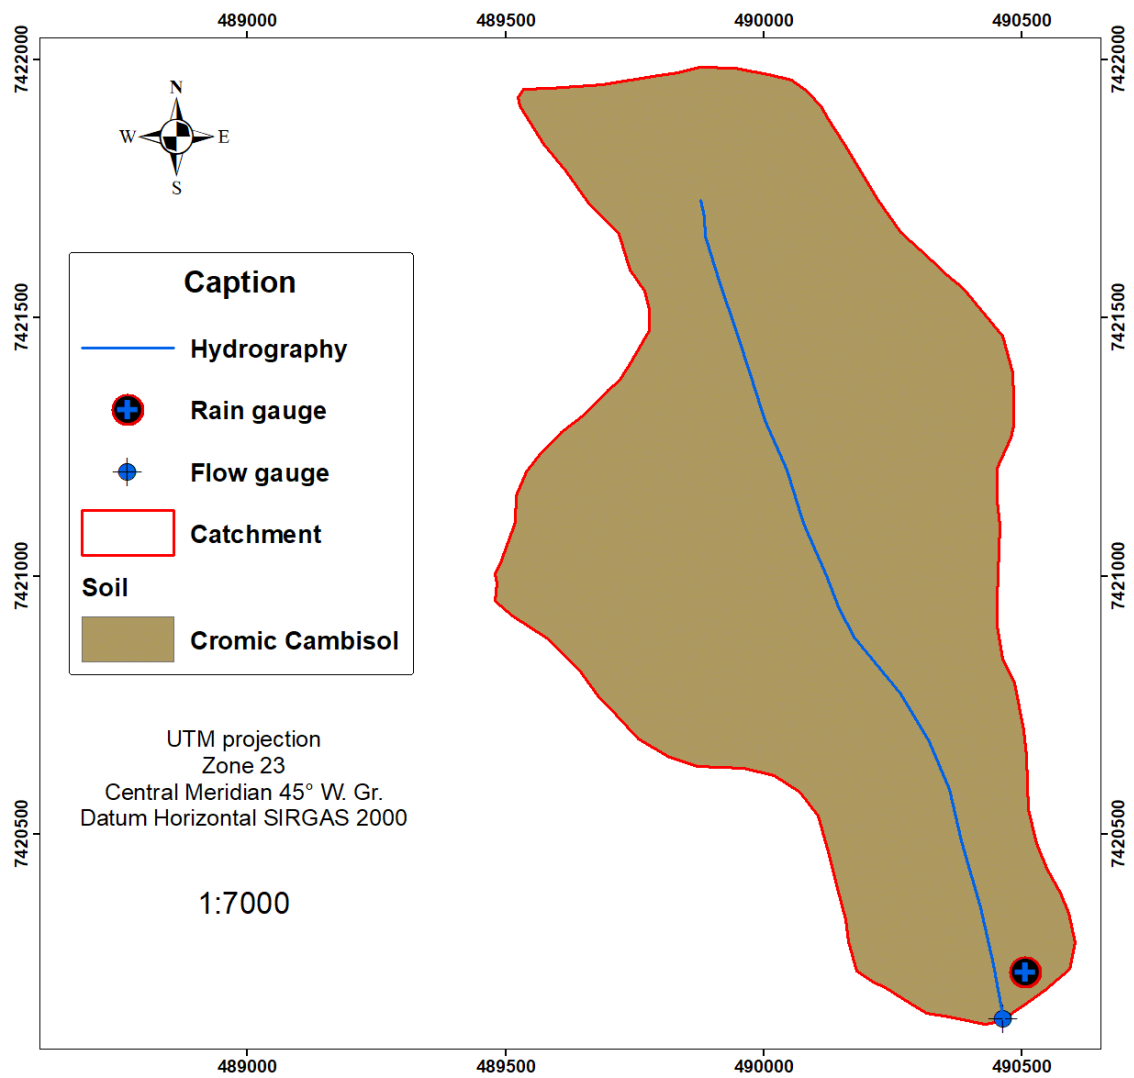 489000 489500 490000 490500
7422000 7422000
N
W E
S
Caption
7421500 7421500
Hydrography
Rain gauge
Flow gauge
Catchment
7421000 7421000
Soil
Cromic Cambisol
UTM projection
Zone 23
Central Meridian 45° W. Gr.
Datum Horizontal SIRGAS 2000
7420500 7420500
1:7000
489000 489500 490000 490500